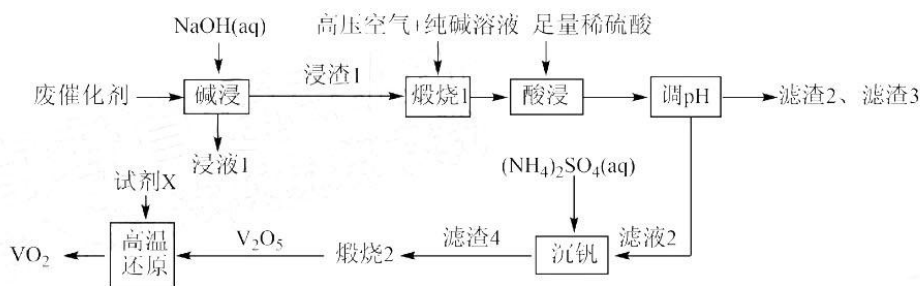 NaOH(aq)
高压空气+纯碱溶液 足量稀硫酸
废催化剂 碱浸 浸渣1 煅烧1 酸浸 调pH 滤渣2、滤渣3
浸液1
(NH₄)₂SO₄(aq)
试剂X
VO₂ 高温还原 V₂O₅ 煅烧2 滤渣4 沉钒 滤液2